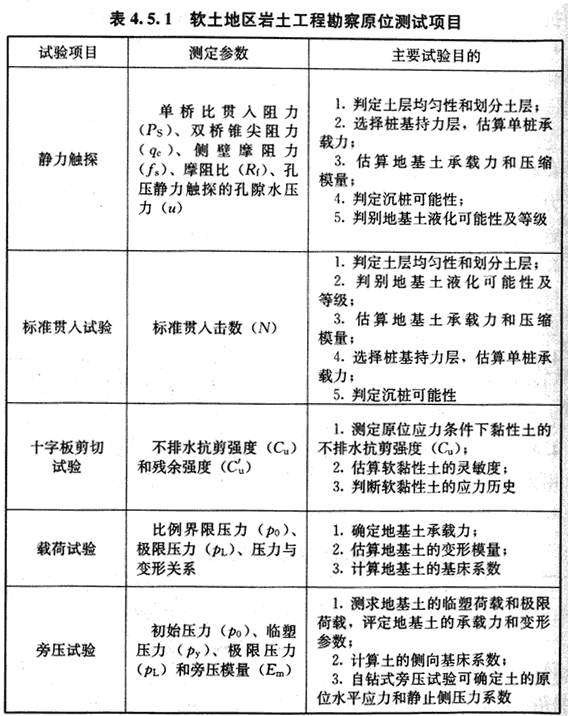 表 4.5.1 软土地区岩土工程勘察原位测试项目
试验项目
测定参数
主要试验目的
静力触探
单桥比贯入阻力
(PS)、双桥锥尖阻力
(qc)、侧壁摩阻力
(fs)、摩阻比(Rf)、孔
压静力触探的孔隙水压
力(u)
1. 判定土层均匀性和划分土层；
2. 选择桩基持力层，估算单桩承
载力；
3. 估算地基土承载力和压缩
模量；
4. 判定沉桩可能性；
5. 判别地基土液化可能性及等级
标准贯入试验
标准贯入击数(N)
1. 判定土层均匀性和划分土层；
2. 判别地基土液化可能性及
等级；
3. 估算地基土承载力和压缩
模量；
4. 选择桩基持力层，估算单桩承
载力；
5. 判定沉桩可能性
十字板剪切
试验
不排水抗剪强度(Cu)
和残余强度(C′u)
1. 测定原位应力条件下黏性土的
不排水抗剪强度(Cu)；
2. 估算软黏性土的灵敏度；
3. 判断软黏性土的应力历史
载荷试验
比例界限压力(p0)、
极限压力(pL)、压力与
变形关系
1. 确定地基土承载力；
2. 估算地基土的变形模量；
3. 计算地基土的基床系数
旁压试验
初始压力(p0)、临塑
压力(py)、极限压力
(pL)和旁压模量(Em)
1. 测求地基土的临塑荷载和极限
荷载，评定地基土的承载力和变形
参数；
2. 计算土的侧向基床系数；
3. 自钻式旁压试验可确定土的原
位水平应力和静止侧压力系数